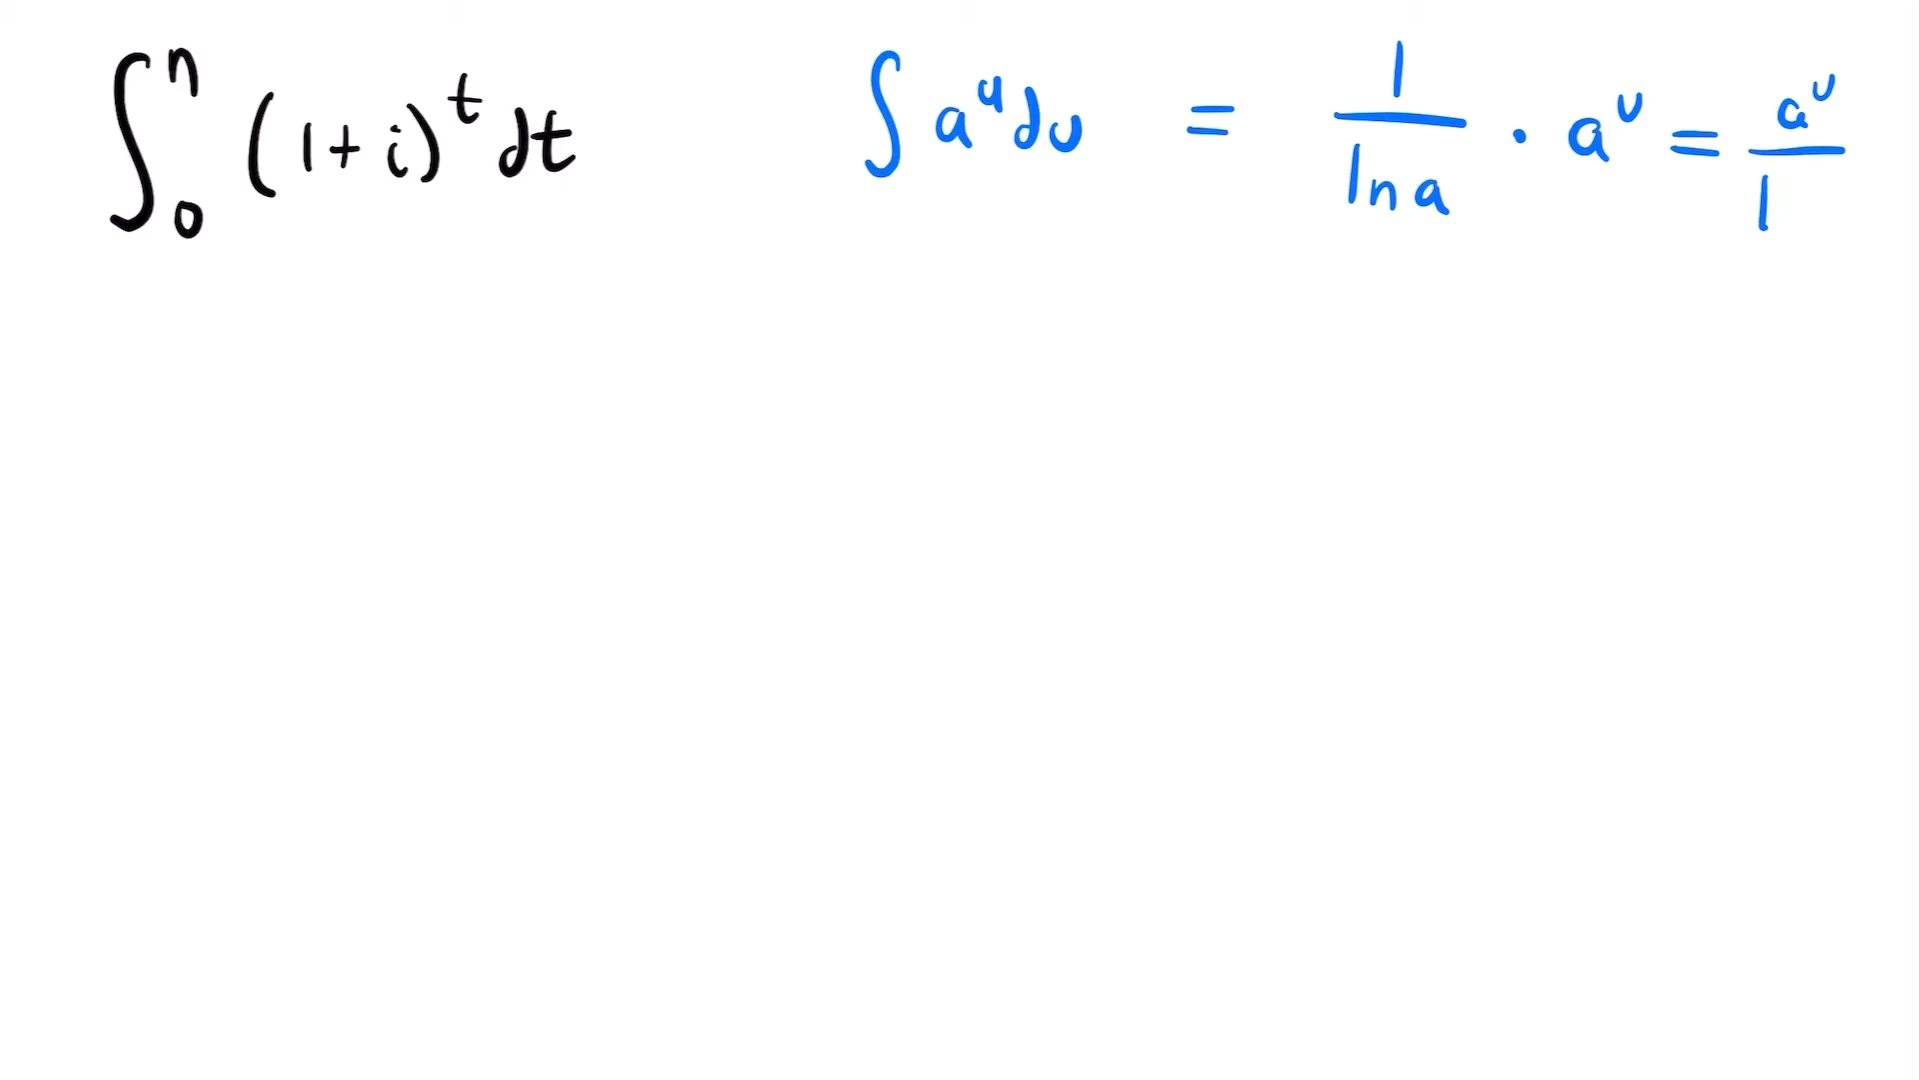 ∫₀ⁿ (1+i)ᵗ dt
∫ aᵘ du = 1/ln a · aᵘ = aᵘ/l